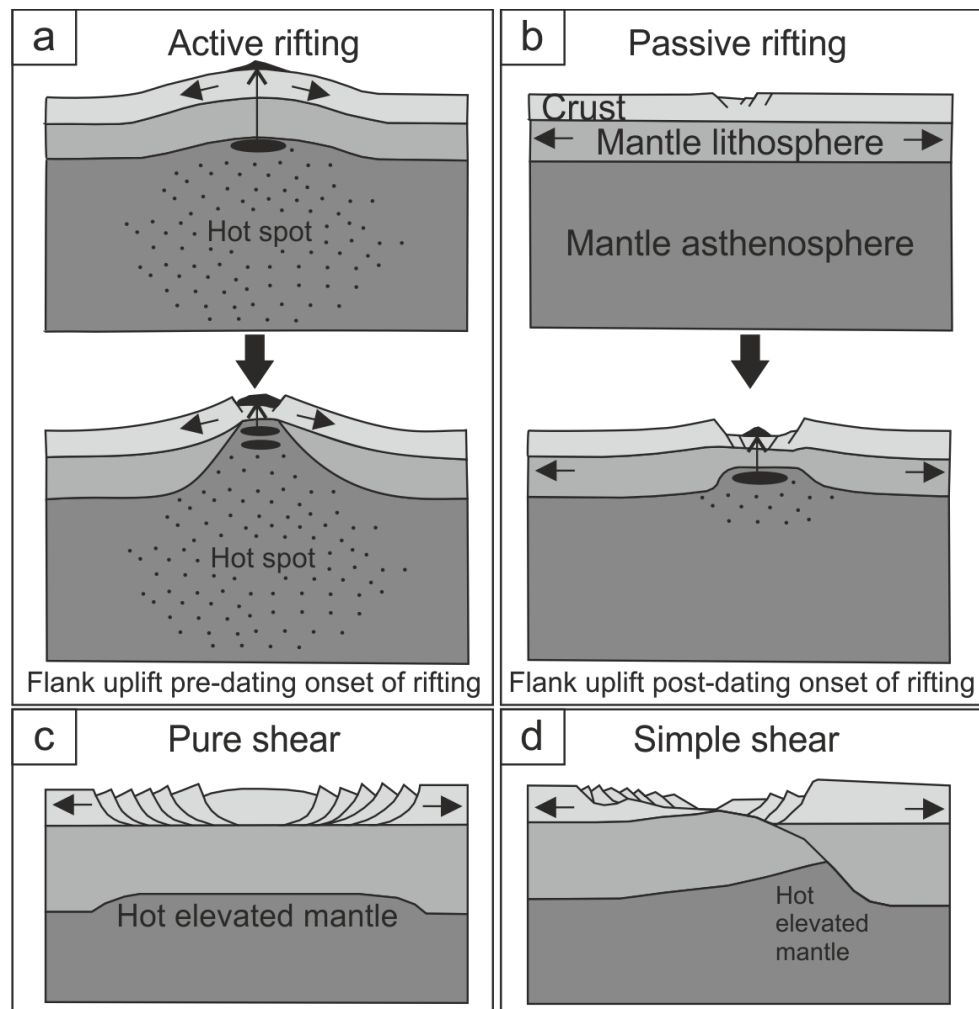 a
Active rifting
Hot spot
Hot spot
Flank uplift pre-dating onset of rifting
b
Passive rifting
Crust
Mantle lithosphere
Mantle asthenosphere
Flank uplift post-dating onset of rifting
c
Pure shear
Hot elevated mantle
d
Simple shear
Hot
elevated
mantle